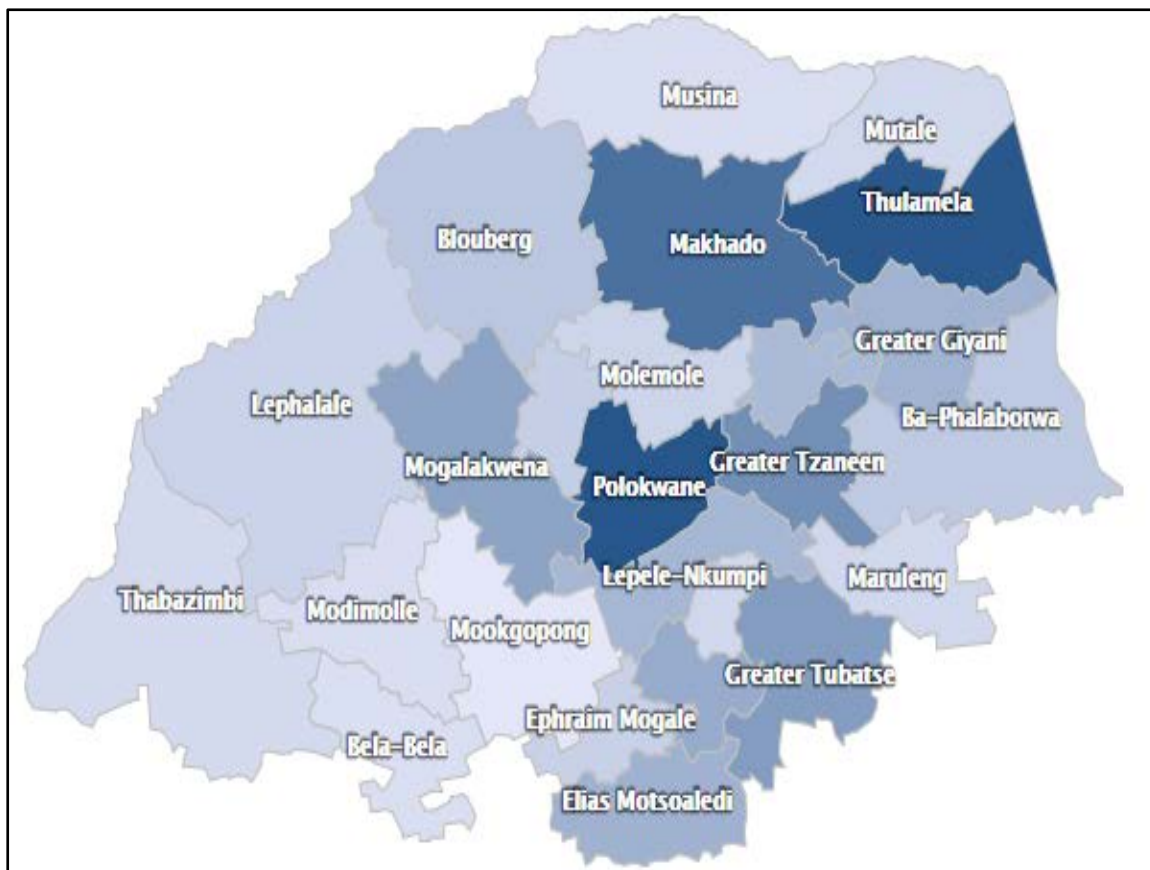 Musina
Mutale
Thulamela
Blouberg
Makhado
Greater Giyani
Molemole
Lephalale
Ba-Phalaborwa
Mogalakwena
Greater Tzaneen
Polokwane
Lepele-Nkumpi
Maruleng
Thabazimbi
Modimolle
Mookgopong
Greater Tubatse
Ephraim Mogale
Bela-Bela
Elias Motsoaledi